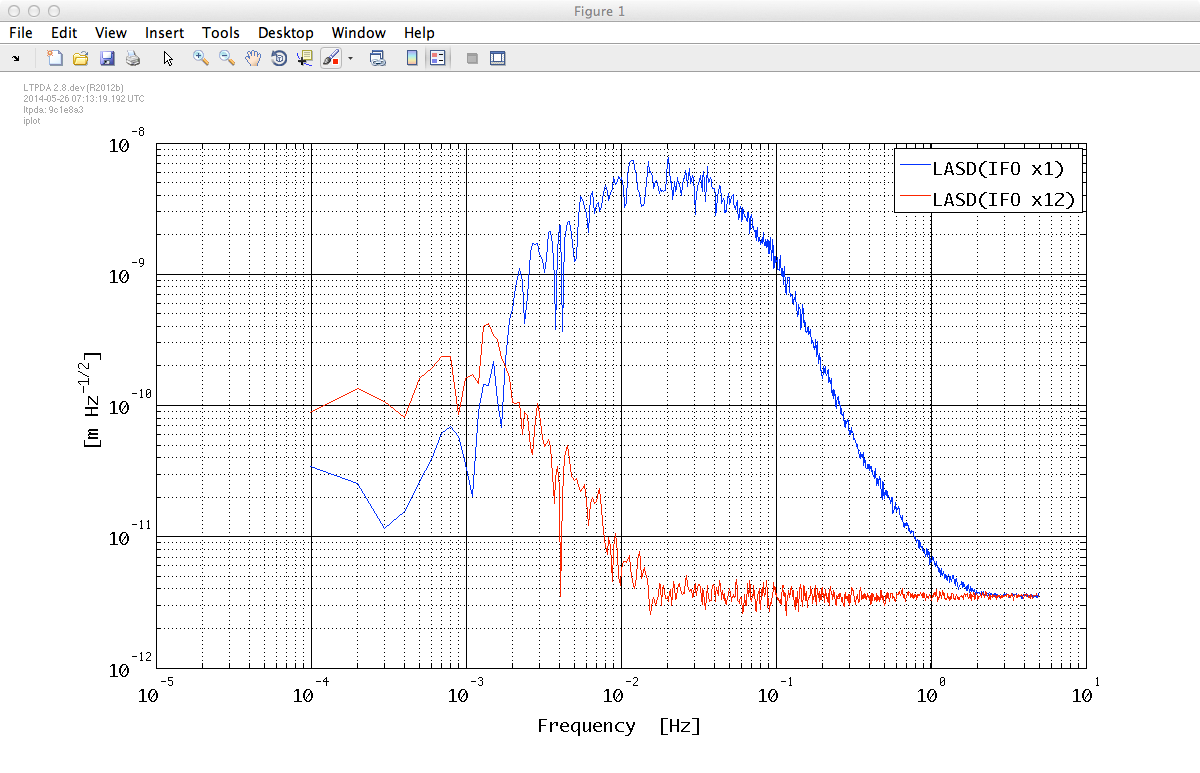 Figure 1
File Edit View Insert Tools Desktop Window Help
LTPDA 2.8.dev (R2012b)
2014-05-26 07:13:19.192 UTC
ltpda: 9c1e8a3
iplot
10^-8
10^-9
10^-10
10^-11
10^-12
[m Hz^-1/2]
LASD(IFO x1)
LASD(IFO x12)
10^-5 10^-4 10^-3 10^-2 10^-1 10^0 10^1
Frequency [Hz]